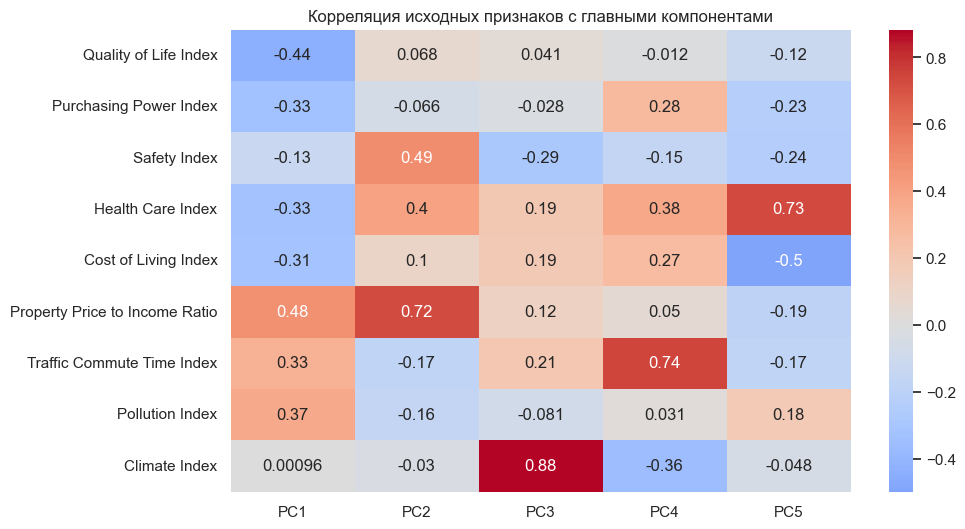 Корреляция исходных признаков с главными компонентами
Quality of Life Index -0.44 0.068 0.041 -0.012 -0.12
Purchasing Power Index -0.33 -0.066 -0.028 0.28 -0.23
Safety Index -0.13 0.49 -0.29 -0.15 -0.24
Health Care Index -0.33 0.4 0.19 0.38 0.73
Cost of Living Index -0.31 0.1 0.19 0.27 -0.5
Property Price to Income Ratio 0.48 0.72 0.12 0.05 -0.19
Traffic Commute Time Index 0.33 -0.17 0.21 0.74 -0.17
Pollution Index 0.37 -0.16 -0.081 0.031 0.18
Climate Index 0.00096 -0.03 0.88 -0.36 -0.048
PC1 PC2 PC3 PC4 PC5
0.8
0.6
0.4
0.2
0.0
-0.2
-0.4